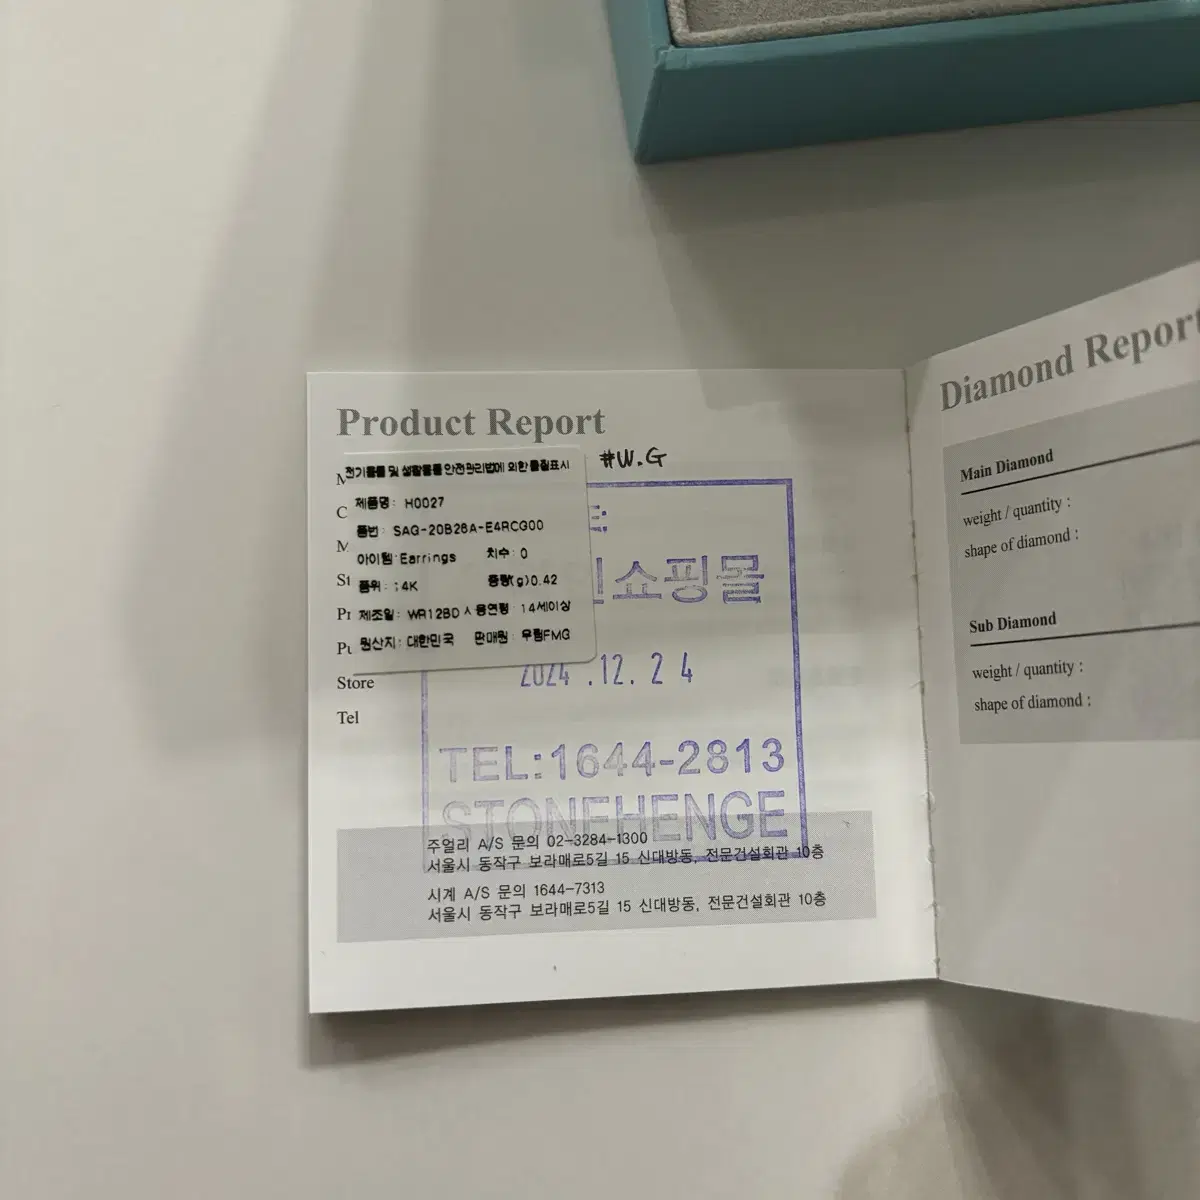 Product Report
#W.G
전기용품 및 생활용품 안전관리법에 의한 품질표시
제품명: H0027
품번: SAG-20B26A-E4RCG00
아이템: Earrings 치수: 0
품위: 14K 중량(g) 0.42
제조일: WR12BD 사용연령: 14세이상
원산지: 대한민국 판매원: 우림FMG
쇼핑몰
2024.12.24
Store
Tel
TEL:1644-2813
STONEHENGE
주얼리 A/S 문의 02-3284-1300
서울시 동작구 보라매로5길 15 신대방동, 전문건설회관 10층
시계 A/S 문의 1644-7313
서울시 동작구 보라매로5길 15 신대방동, 전문건설회관 10층
Diamond Report
Main Diamond
weight / quantity :
shape of diamond :
Sub Diamond
weight / quantity :
shape of diamond :